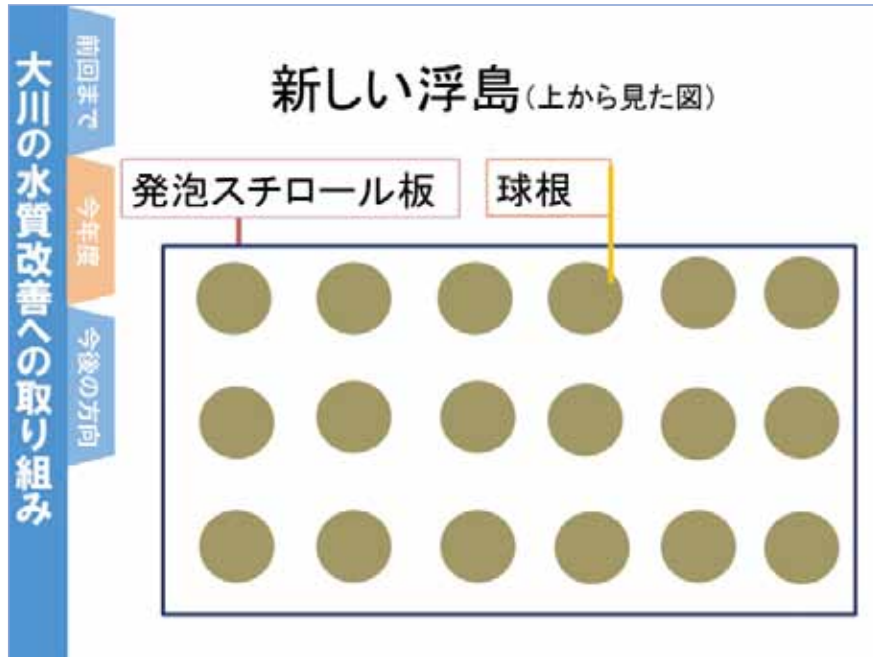 大川の水質改善への取り組み
前回まで
今年度
今後の方向
新しい浮島(上から見た図)
発泡スチロール板
球根